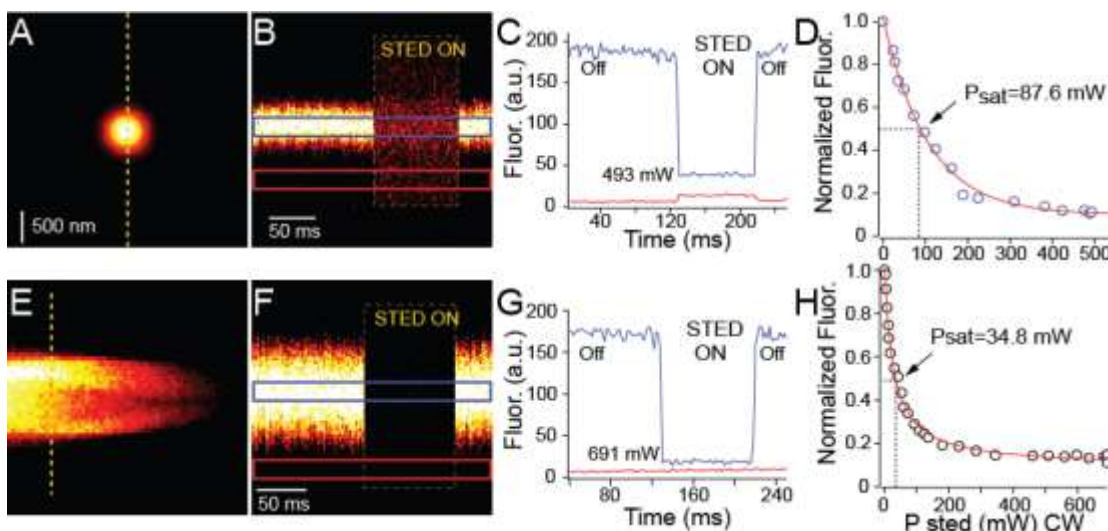 A
500 nm
B
STED ON
50 ms
C
Fluor. (a.u.)
200
150
100
50
0
Off
STED
ON
Off
493 mW
40
120
200
Time (ms)
D
Normalized Fluor.
1.0
0.8
0.6
0.4
0.2
Psat=87.6 mW
0
100
200
300
400
500
E
F
STED ON
50 ms
G
Fluor. (a.u.)
200
150
100
50
0
Off
STED
ON
Off
691 mW
80
160
240
Time (ms)
H
Normalized Fluor.
1.0
0.8
0.6
0.4
0.2
0
Psat=34.8 mW
0
200
400
600
P sted (mW) CW